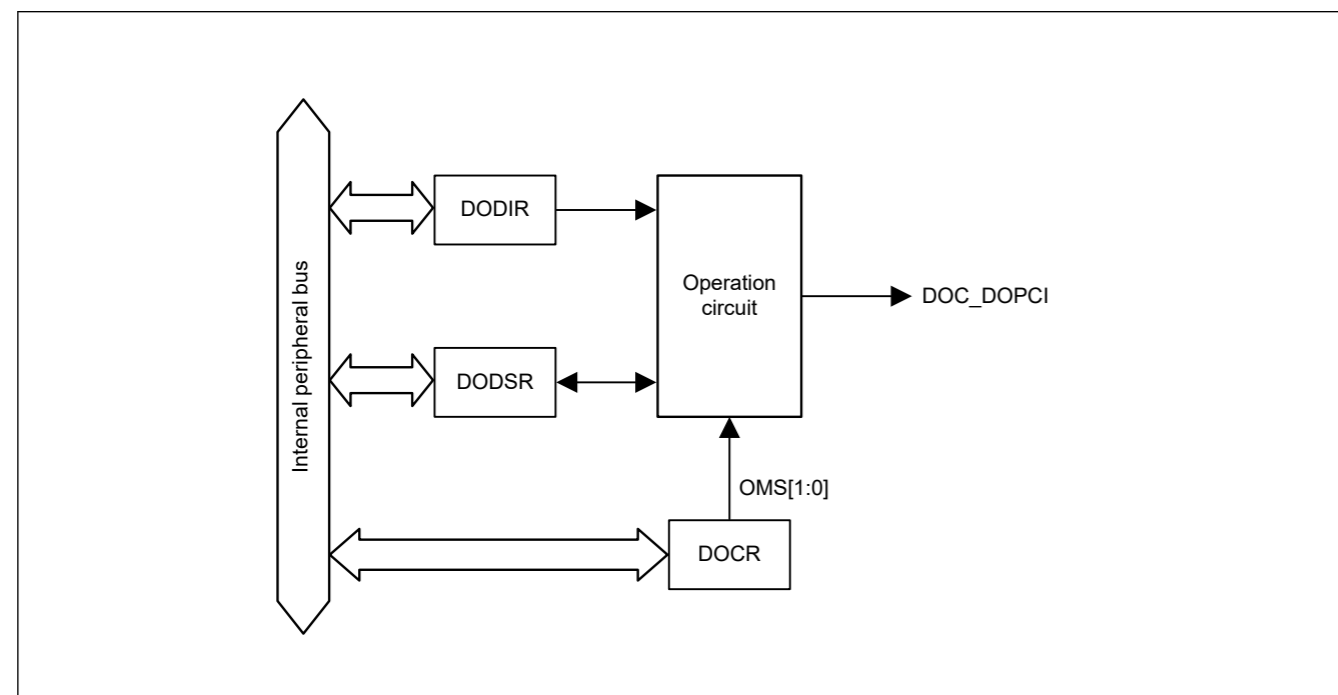 Internal peripheral bus
DODIR
Operation
circuit
DOC_DOPCI
DODSR
OMS[1:0]
DOCR